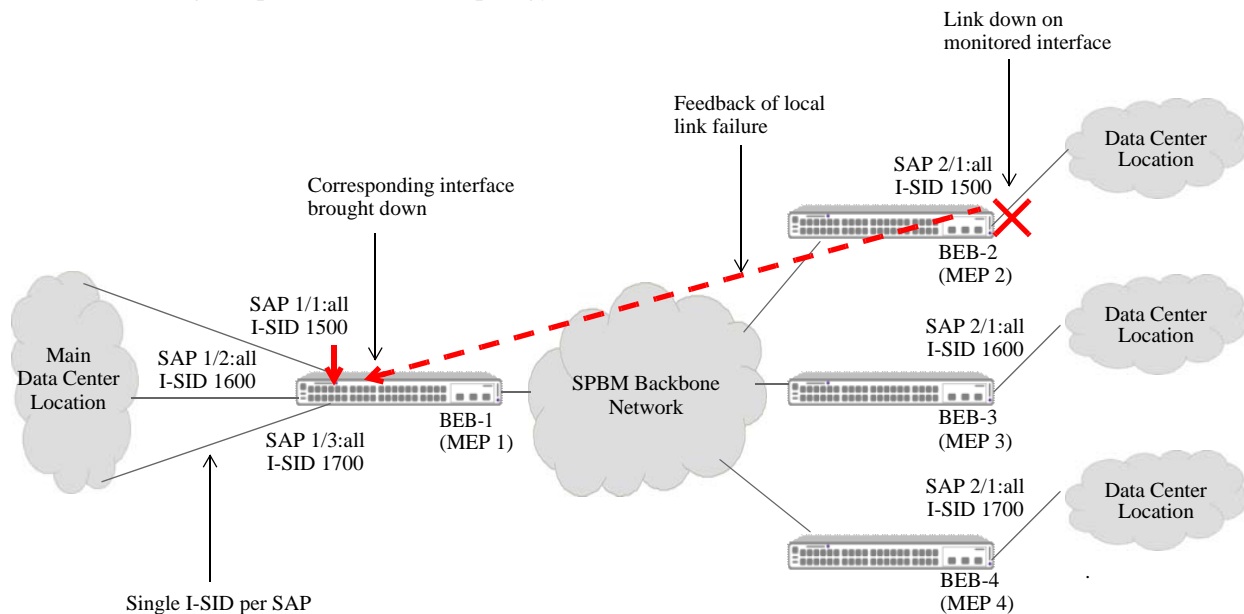 Link down on
monitored interface
Feedback of local
link failure
Data Center
Location
SAP 2/1:all
I-SID 1500
Corresponding interface
brought down
BEB-2
(MEP 2)
SAP 1/1:all
I-SID 1500
Data Center
Location
SAP 2/1:all
I-SID 1600
Main
Data Center
Location
SAP 1/2:all
I-SID 1600
SPBM Backbone
Network
BEB-1
(MEP 1)
BEB-3
(MEP 3)
SAP 1/3:all
I-SID 1700
SAP 2/1:all
I-SID 1700
Data Center
Location
BEB-4
(MEP 4)
Single I-SID per SAP